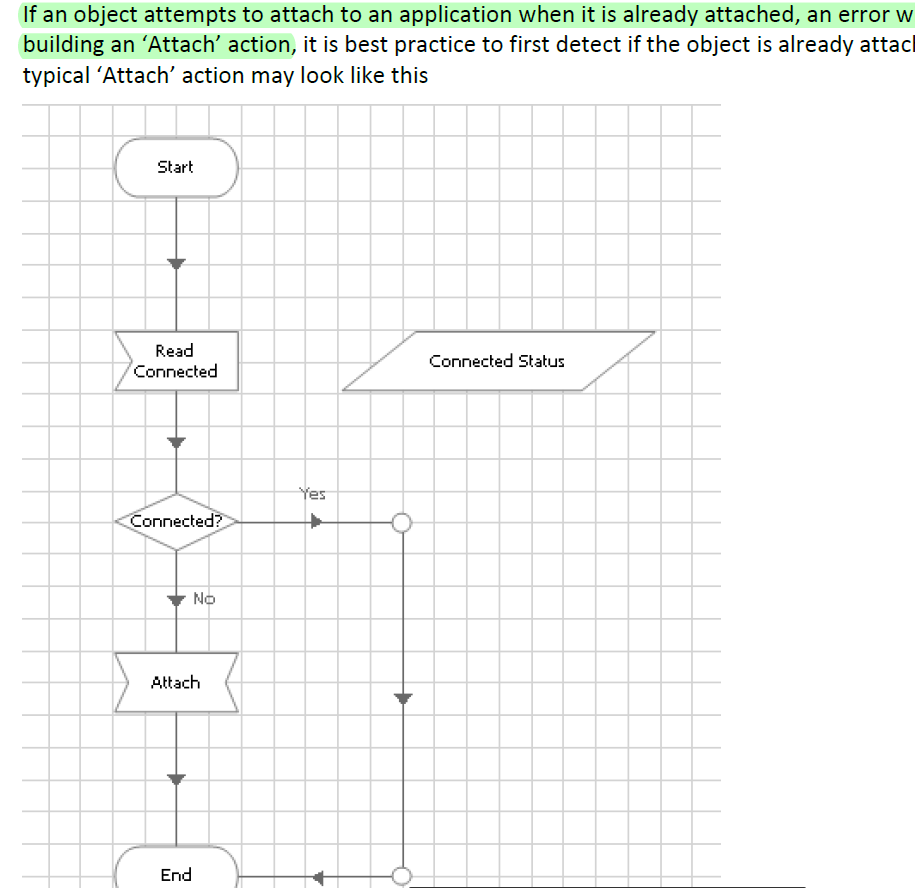 If an object attempts to attach to an application when it is already attached, an error w
building an ‘Attach’ action, it is best practice to first detect if the object is already attac
typical ‘Attach’ action may look like this
Start
Read
Connected
Connected Status
Yes
Connected?
No
Attach
End